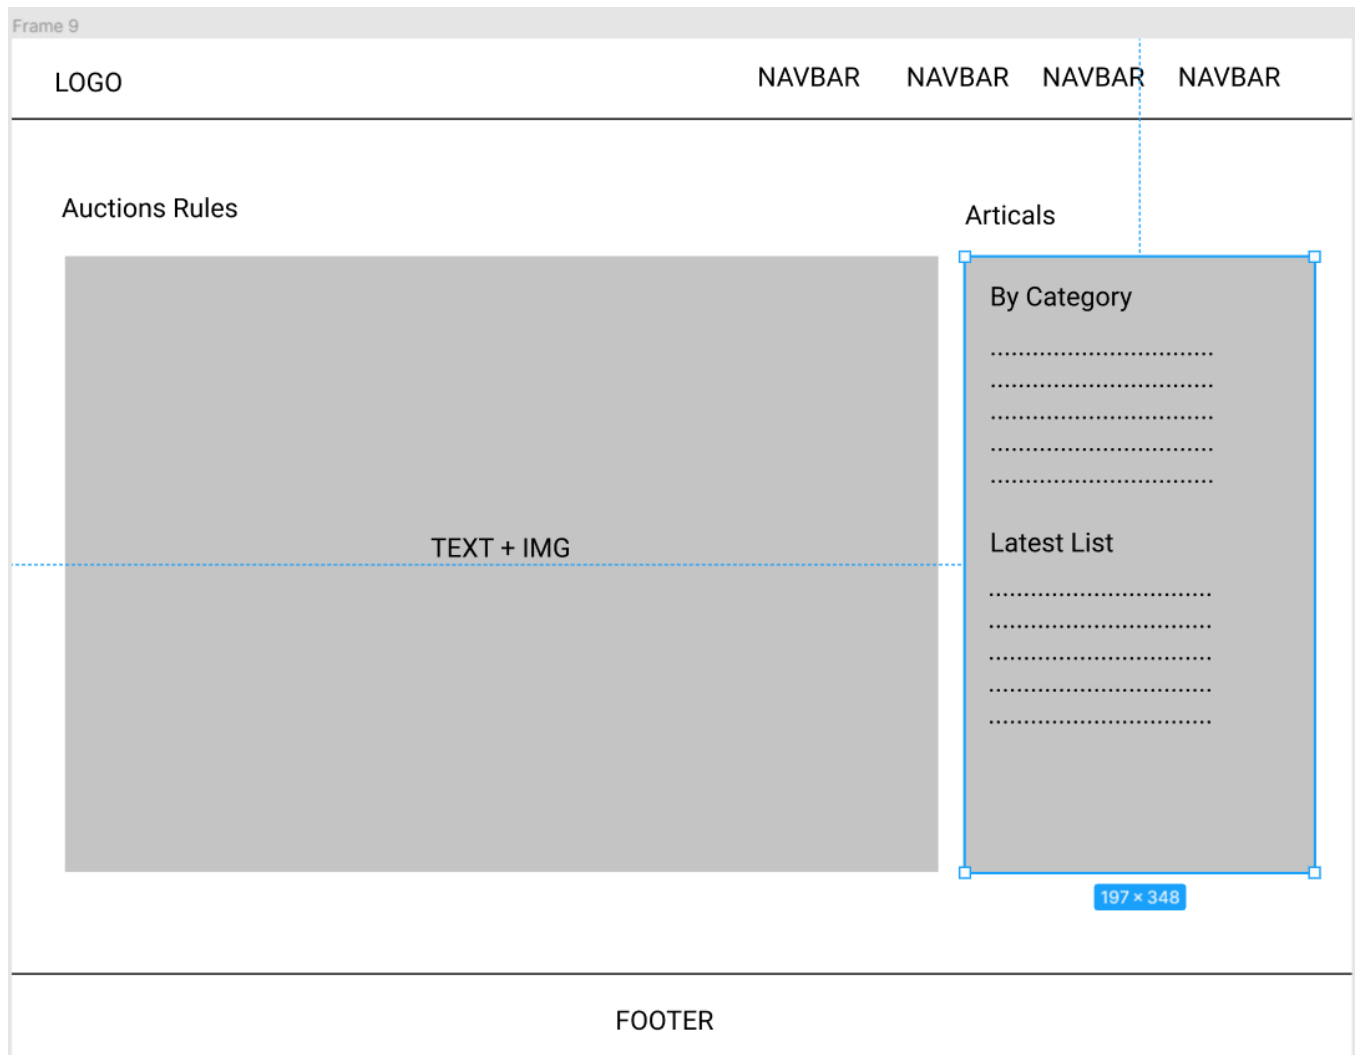 Frame 9
LOGO NAVBAR NAVBAR NAVBAR NAVBAR
Auctions Rules
TEXT + IMG
Articals
By Category
................................
................................
................................
................................
................................
Latest List
................................
................................
................................
................................
................................
197 × 348
FOOTER